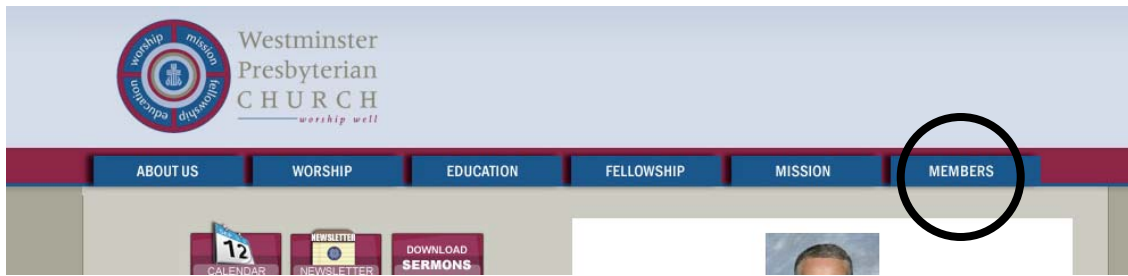 worship mission fellowship education
Westminster
Presbyterian
CHURCH
worship well
ABOUT US WORSHIP EDUCATION FELLOWSHIP MISSION MEMBERS
12
CALENDAR
NEWSLETTER
NEWSLETTER
DOWNLOAD
SERMONS